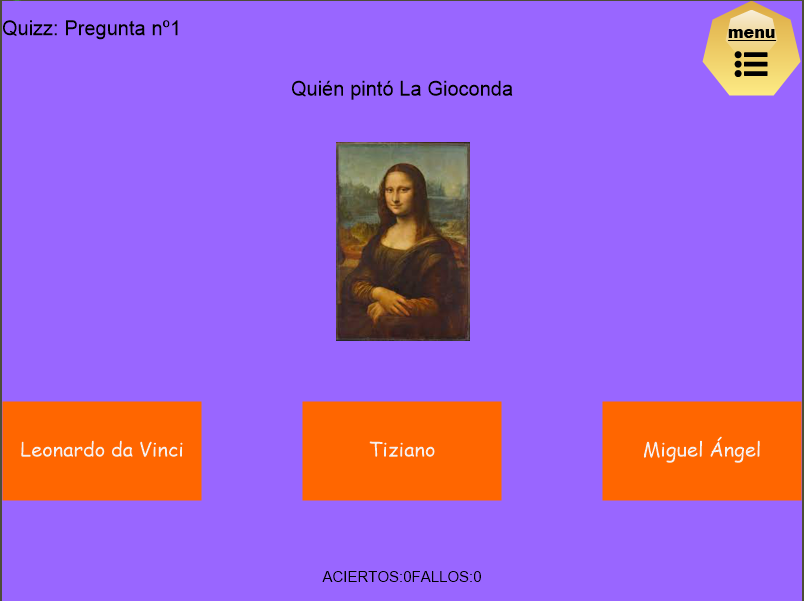 Quizz: Pregunta nº1
menu
Quién pintó La Gioconda
Leonardo da Vinci
Tiziano
Miguel Ángel
ACIERTOS:0FALLOS:0